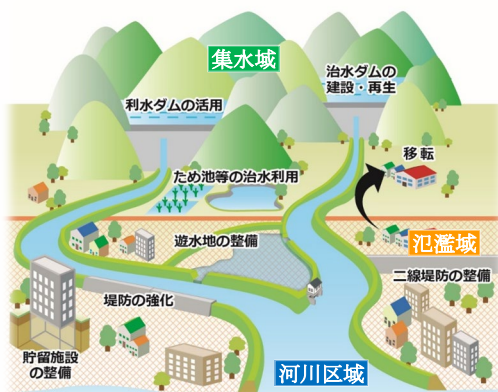 集水域
治水ダムの
建設・再生
利水ダムの活用
移転
ため池等の治水利用
遊水地の整備
氾濫域
二線堤防の整備
堤防の強化
貯留施設
の整備
河川区域